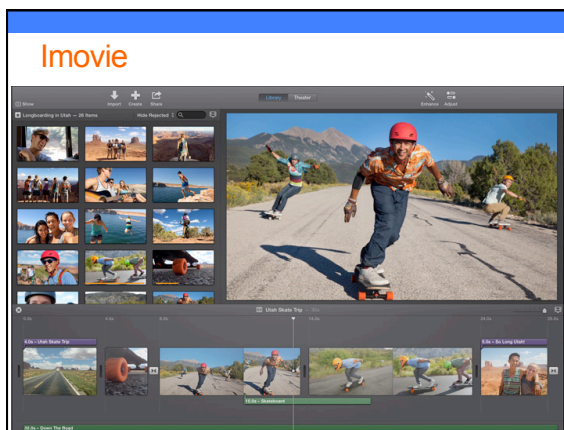 Imovie
Show
Import Create Share
Library Theater
Enhance Adjust
Longboarding in Utah — 26 Items
Hide Rejected
Utah Skate Trip
4.0s – Utah Skate Trip
5.0s – So Long Utah!
10.0s – Skateboard
30.0s – Down The Road